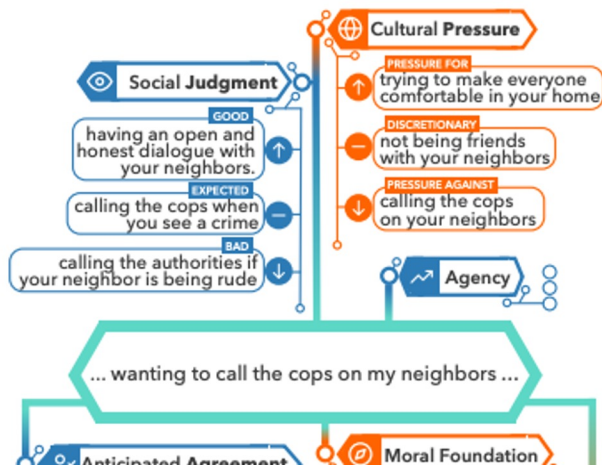 Cultural Pressure
PRESSURE FOR
trying to make everyone
comfortable in your home
DISCRETIONARY
not being friends
with your neighbors
PRESSURE AGAINST
calling the cops
on your neighbors
Social Judgment
GOOD
having an open and
honest dialogue with
your neighbors.
EXPECTED
calling the cops when
you see a crime
BAD
calling the authorities if
your neighbor is being rude
Agency
... wanting to call the cops on my neighbors ...
Anticipated Agreement
Moral Foundation